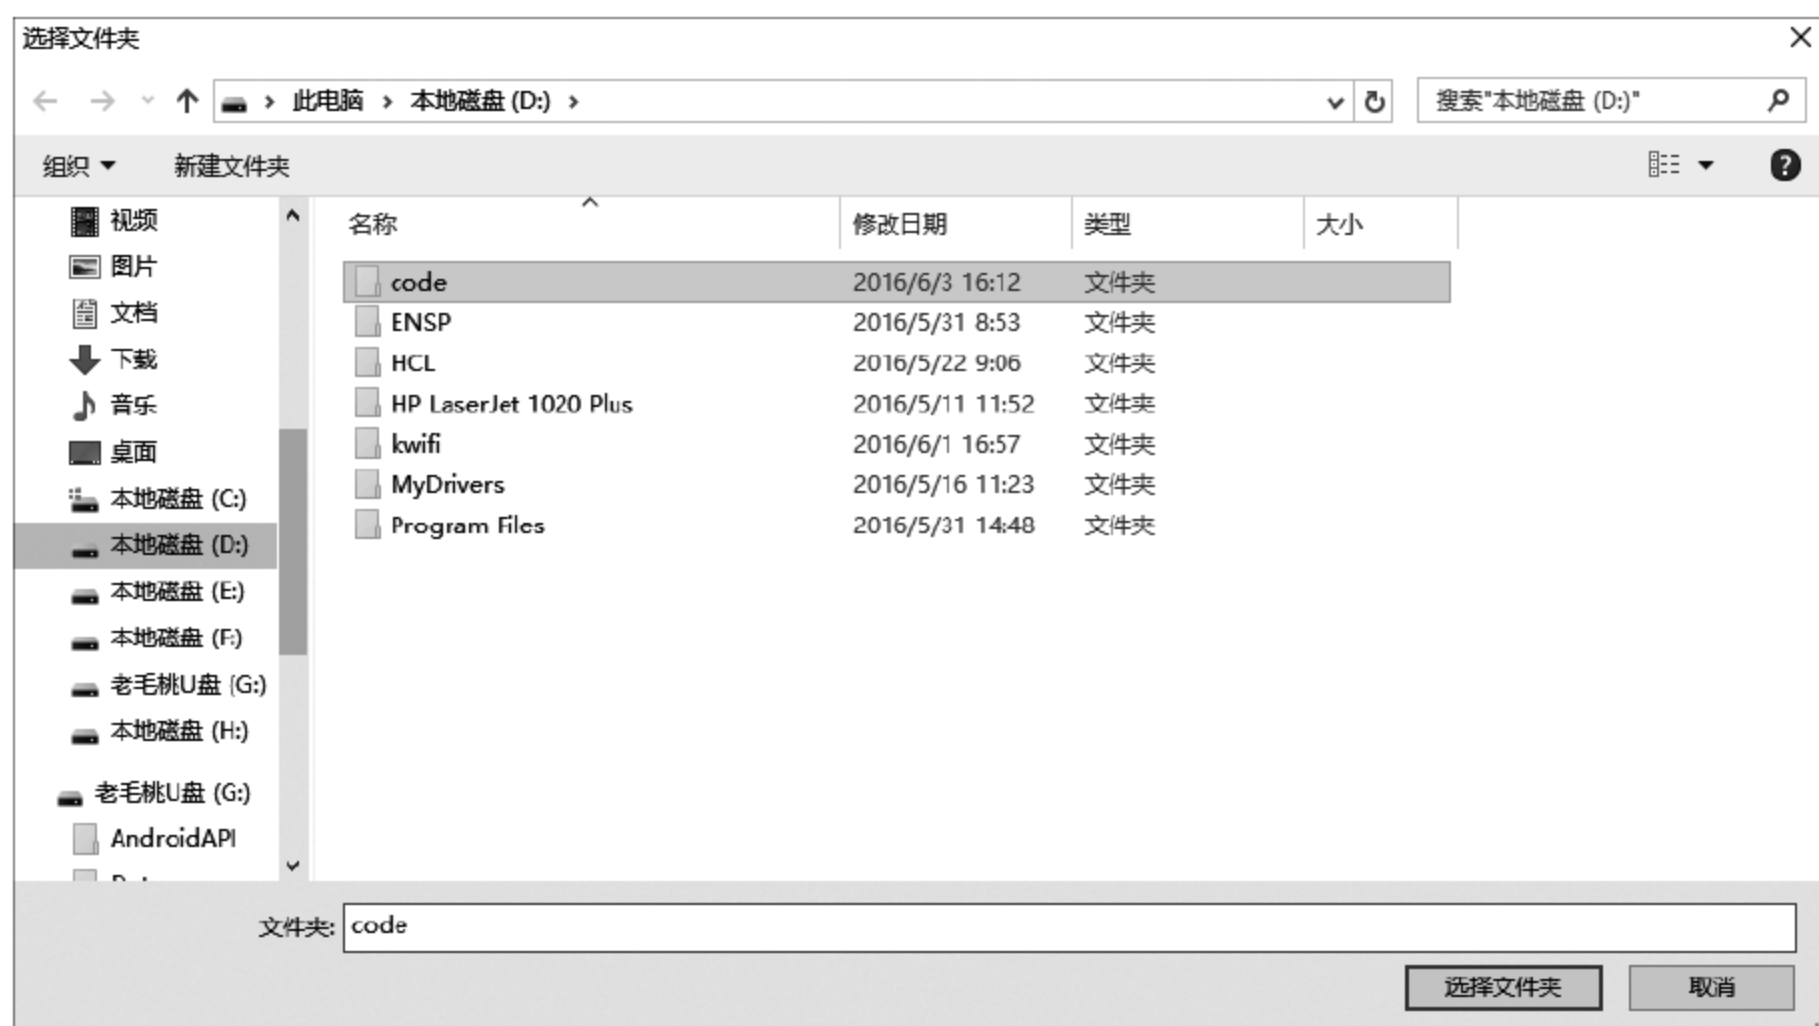 选择文件夹
此电脑 本地磁盘 (D:)
搜索"本地磁盘 (D:)"
组织 新建文件夹
视频
图片
文档
下载
音乐
桌面
本地磁盘 (C:)
本地磁盘 (D:)
本地磁盘 (E:)
本地磁盘 (F:)
老毛桃U盘 (G:)
本地磁盘 (H:)
老毛桃U盘 (G:)
AndroidAPI
名称 修改日期 类型 大小
code 2016/6/3 16:12 文件夹
ENSP 2016/5/31 8:53 文件夹
HCL 2016/5/22 9:06 文件夹
HP LaserJet 1020 Plus 2016/5/11 11:52 文件夹
kwifi 2016/6/1 16:57 文件夹
MyDrivers 2016/5/16 11:23 文件夹
Program Files 2016/5/31 14:48 文件夹
文件夹: code
选择文件夹 取消